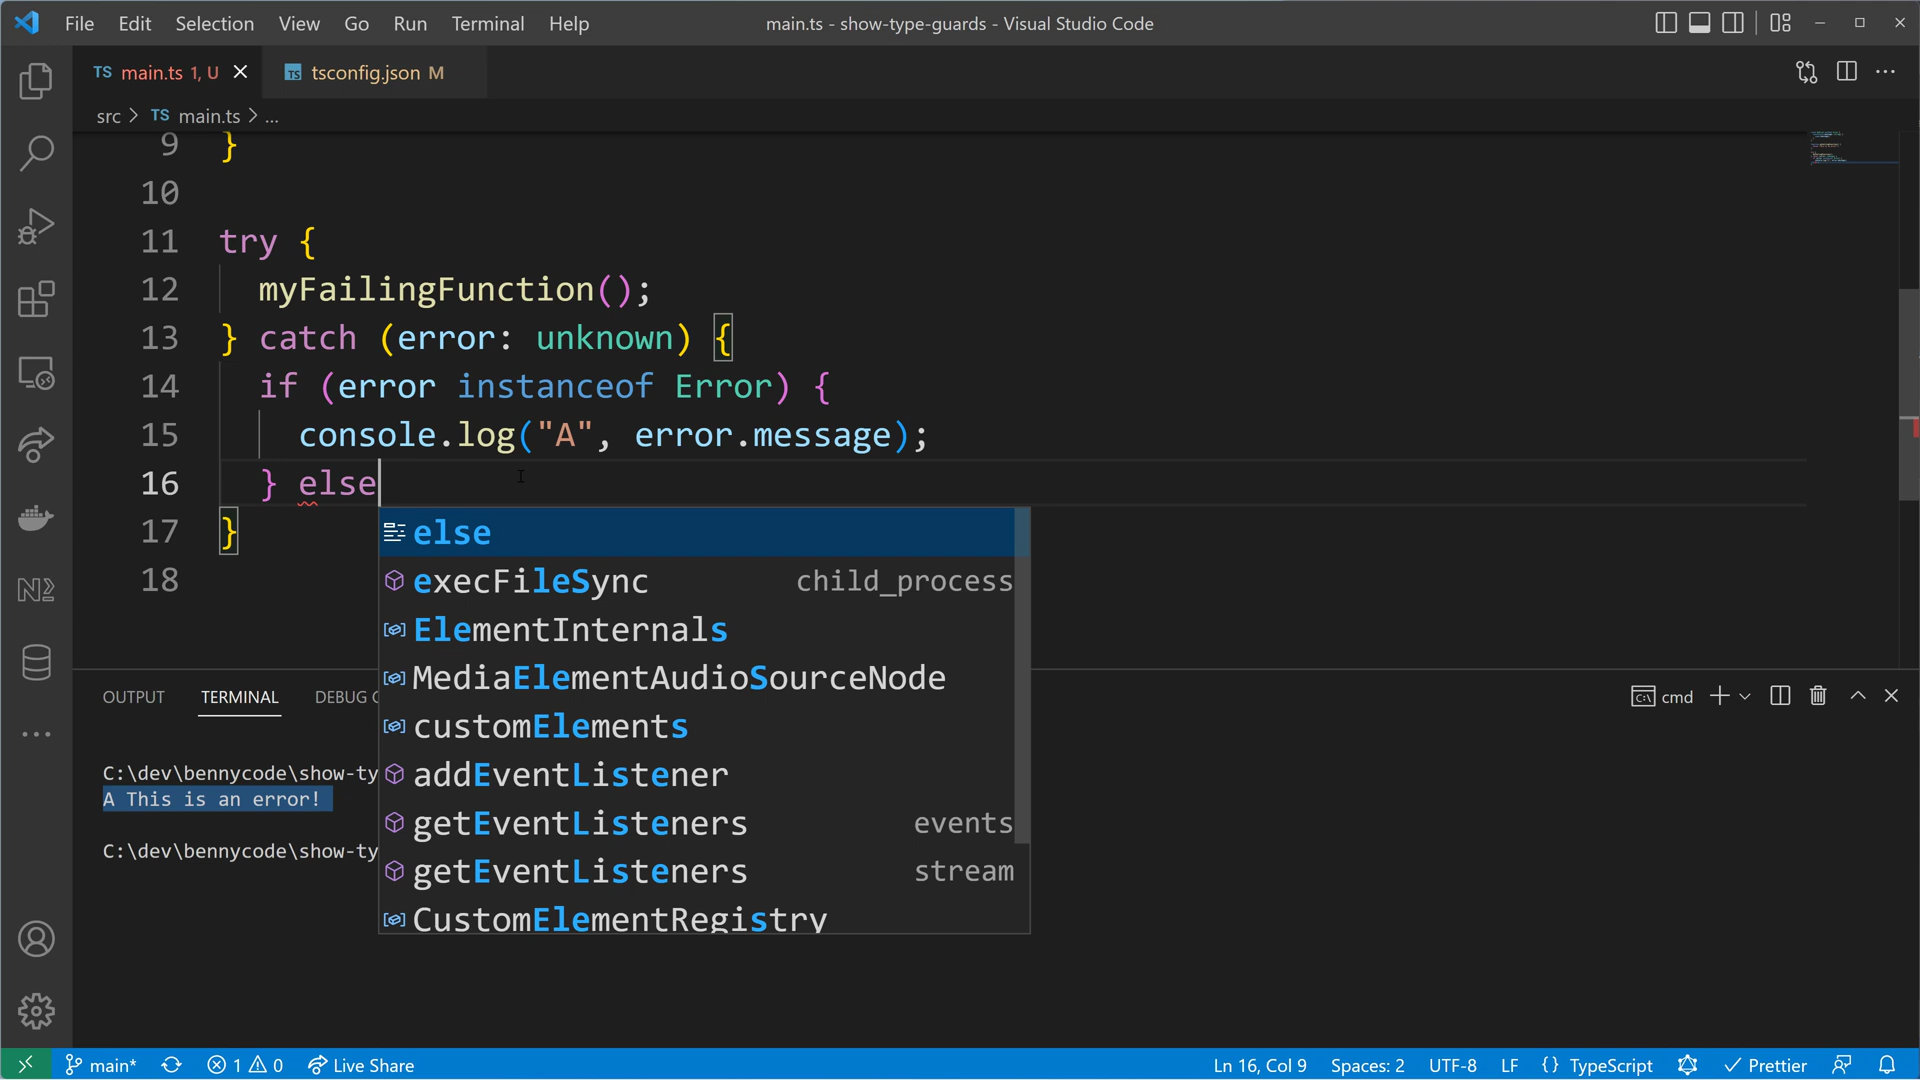 File Edit Selection View Go Run Terminal Help
main.ts - show-type-guards - Visual Studio Code
TS main.ts 1, U
TS tsconfig.json M
src > TS main.ts > ...
9 }
10
11 try {
12 myFailingFunction();
13 } catch (error: unknown) {
14 if (error instanceof Error) {
15 console.log("A", error.message);
16 } else
17 }
18
else
execFileSync child_process
ElementInternals
MediaElementAudioSourceNode
customElements
addEventListener
getEventListeners events
getEventListeners stream
CustomElementRegistry
OUTPUT TERMINAL DEBUG C
cmd
C:\dev\bennycode\show-ty
A This is an error!
C:\dev\bennycode\show-ty
main* 1 0 Live Share
Ln 16, Col 9 Spaces: 2 UTF-8 LF {} TypeScript Prettier